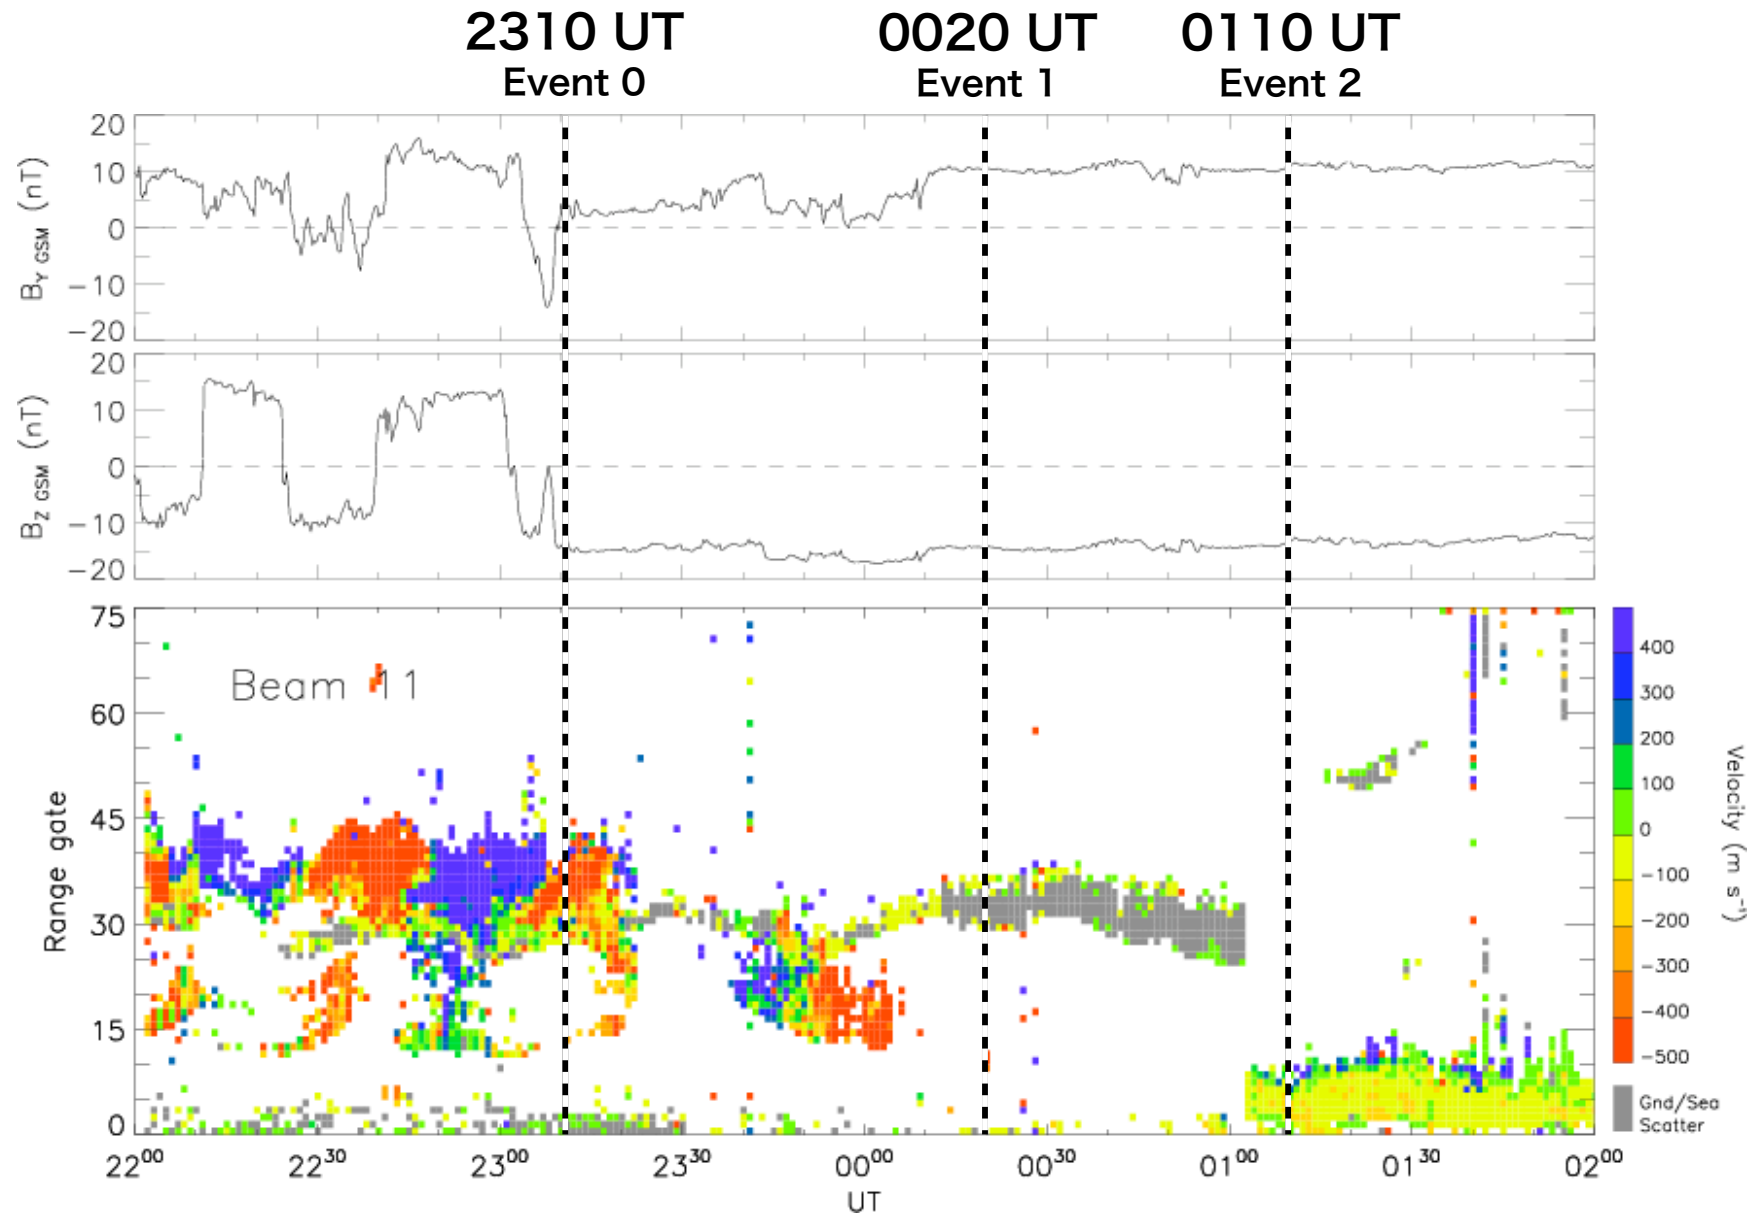 2310 UT 0020 UT 0110 UT
Event 0 Event 1 Event 2
20
10
0
−10
−20
B_Y GSM (nT)
20
10
0
−10
−20
B_Z GSM (nT)
75
60
45
30
15
0
Range gate
Beam 11
400
300
200
100
0
−100
−200
−300
−400
−500
Velocity (m s⁻¹)
Gnd/Sea
Scatter
22⁰⁰ 22³⁰ 23⁰⁰ 23³⁰ 00⁰⁰ 00³⁰ 01⁰⁰ 01³⁰ 02⁰⁰
UT